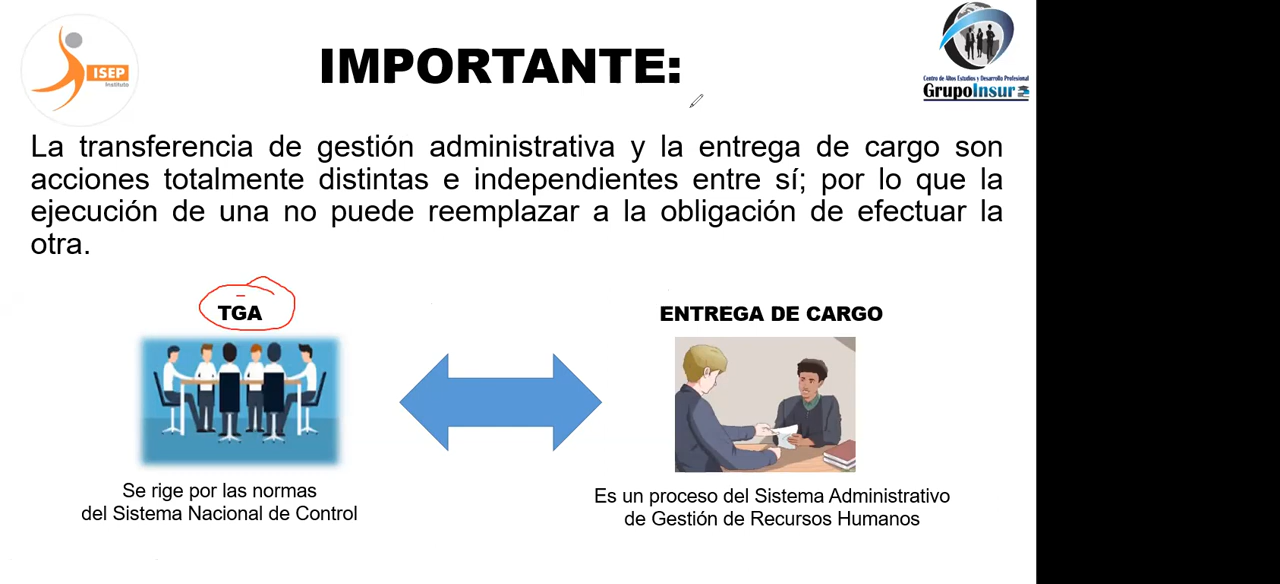 ISEP
Instituto
IMPORTANTE:
Centro de Altos Estudios y Desarrollo Profesional
GrupoInsur
La transferencia de gestión administrativa y la entrega de cargo son
acciones totalmente distintas e independientes entre sí; por lo que la
ejecución de una no puede reemplazar a la obligación de efectuar la
otra.
TGA
ENTREGA DE CARGO
Se rige por las normas
del Sistema Nacional de Control
Es un proceso del Sistema Administrativo
de Gestión de Recursos Humanos